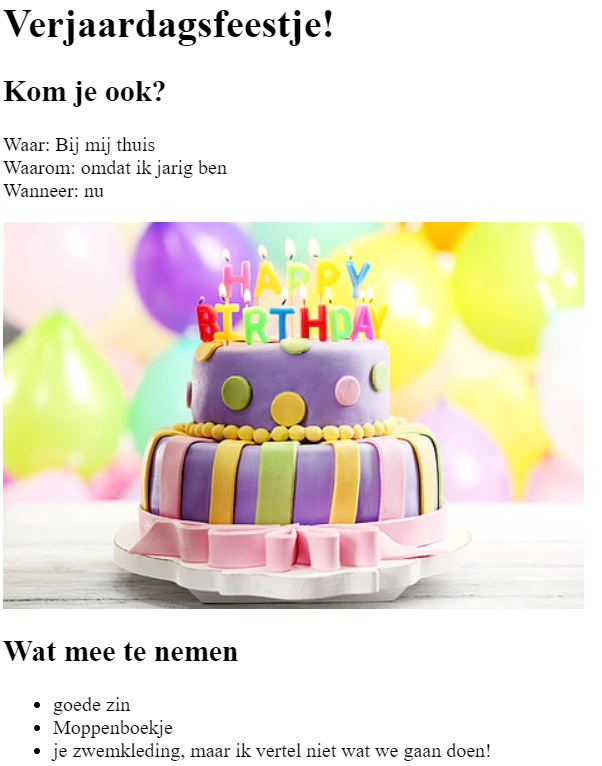 Verjaardagsfeestje!
Kom je ook?
Waar: Bij mij thuis
Waarom: omdat ik jarig ben
Wanneer: nu
HAPPY
BIRTHDAY
Wat mee te nemen
goede zin
Moppenboekje
je zwemkleding, maar ik vertel niet wat we gaan doen!